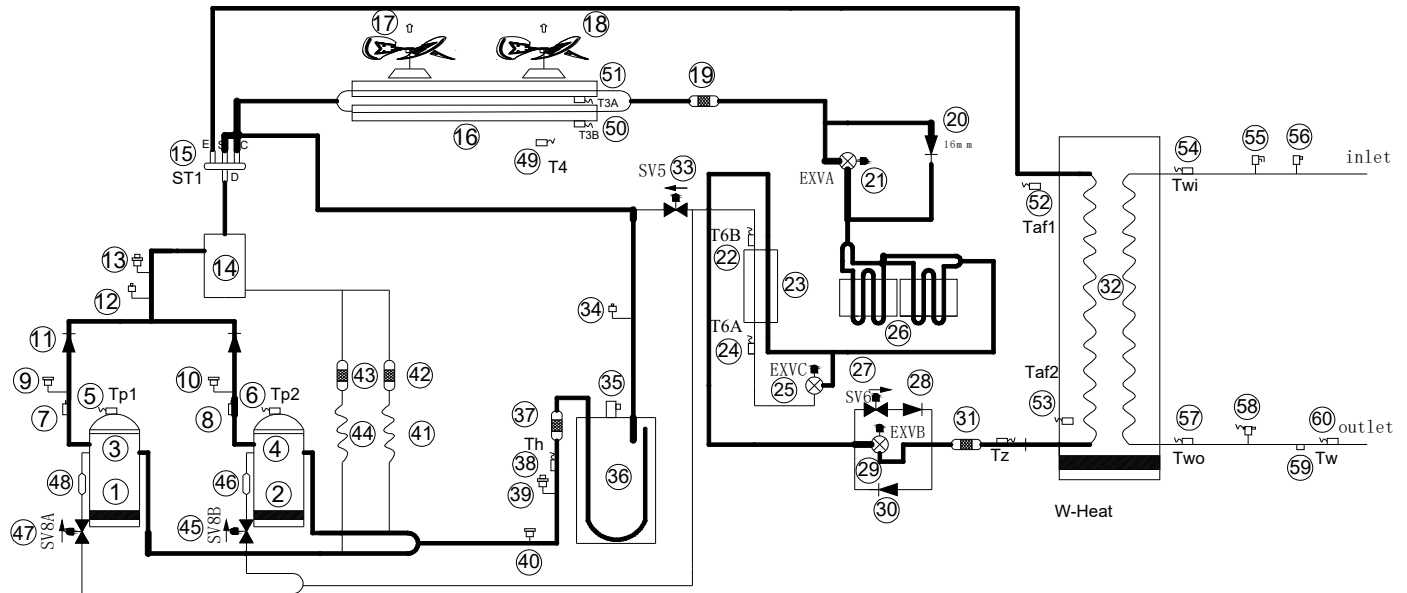 17
18
51
19
T3A
20
16
T3B
50
16mm
E S C
15
49
T4
33
SV5
EXVA
21
54
55
56
inlet
ST1
D
52
Twi
Taf1
T6B
13
14
22
23
32
12
34
26
T6A
11
24
EXVC
27
28
Taf2
9
10
43
42
25
SV6
5
Tp1
6
Tp2
35
53
57
58
60
outlet
7
8
37
EXVB
31
3
4
44
41
Th
Tz
Two
59
Tw
38
29
48
1
46
2
39
36
30
W-Heat
47
SV8A
45
SV8B
40